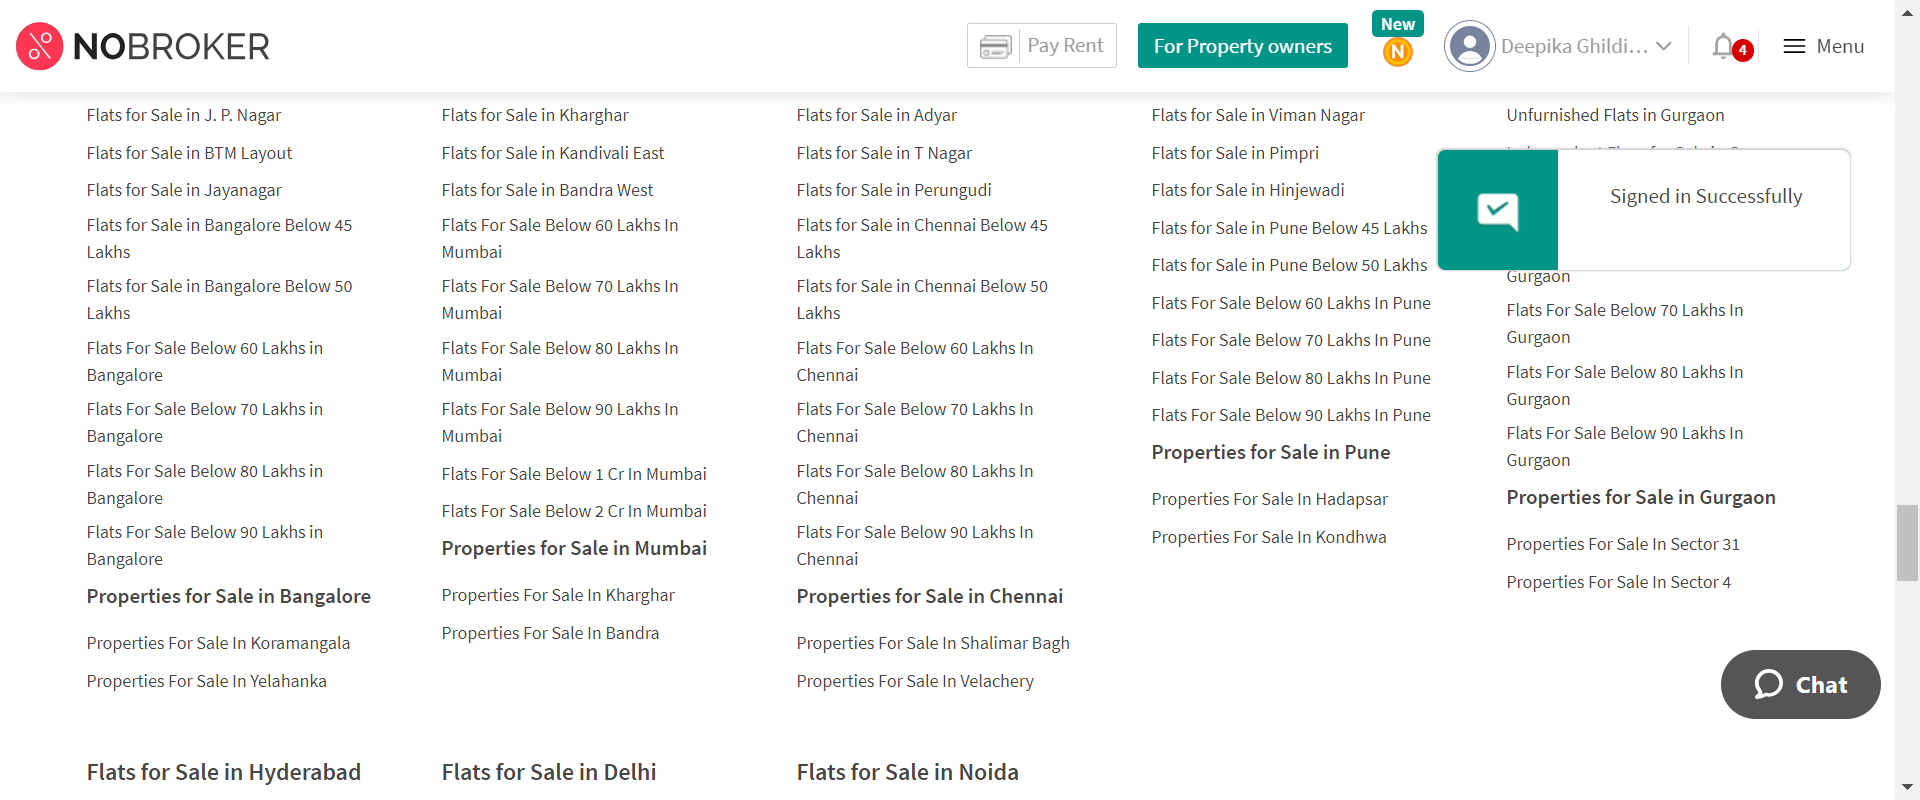 NOBROKER
Pay Rent
For Property owners
New
N
Deepika Ghildi...
4
Menu
Flats for Sale in J. P. Nagar
Flats for Sale in BTM Layout
Flats for Sale in Jayanagar
Flats for Sale in Bangalore Below 45
Lakhs
Flats for Sale in Bangalore Below 50
Lakhs
Flats For Sale Below 60 Lakhs in
Bangalore
Flats For Sale Below 70 Lakhs in
Bangalore
Flats For Sale Below 80 Lakhs in
Bangalore
Flats For Sale Below 90 Lakhs in
Bangalore
Properties for Sale in Bangalore
Properties For Sale In Koramangala
Properties For Sale In Yelahanka
Flats for Sale in Kharghar
Flats for Sale in Kandivali East
Flats for Sale in Bandra West
Flats For Sale Below 60 Lakhs In
Mumbai
Flats For Sale Below 70 Lakhs In
Mumbai
Flats For Sale Below 80 Lakhs In
Mumbai
Flats For Sale Below 90 Lakhs In
Mumbai
Flats For Sale Below 1 Cr In Mumbai
Flats For Sale Below 2 Cr In Mumbai
Properties for Sale in Mumbai
Properties For Sale In Kharghar
Properties For Sale In Bandra
Flats for Sale in Adyar
Flats for Sale in T Nagar
Flats for Sale in Perungudi
Flats for Sale in Chennai Below 45
Lakhs
Flats for Sale in Chennai Below 50
Lakhs
Flats For Sale Below 60 Lakhs In
Chennai
Flats For Sale Below 70 Lakhs In
Chennai
Flats For Sale Below 80 Lakhs In
Chennai
Flats For Sale Below 90 Lakhs In
Chennai
Properties for Sale in Chennai
Properties For Sale In Shalimar Bagh
Properties For Sale In Velachery
Flats for Sale in Viman Nagar
Flats for Sale in Pimpri
Flats for Sale in Hinjewadi
Flats for Sale in Pune Below 45 Lakhs
Flats for Sale in Pune Below 50 Lakhs
Flats For Sale Below 60 Lakhs In Pune
Flats For Sale Below 70 Lakhs In Pune
Flats For Sale Below 80 Lakhs In Pune
Flats For Sale Below 90 Lakhs In Pune
Properties for Sale in Pune
Properties For Sale In Hadapsar
Properties For Sale In Kondhwa
Unfurnished Flats in Gurgaon
Signed in Successfully
Gurgaon
Flats For Sale Below 70 Lakhs In
Gurgaon
Flats For Sale Below 80 Lakhs In
Gurgaon
Flats For Sale Below 90 Lakhs In
Gurgaon
Properties for Sale in Gurgaon
Properties For Sale In Sector 31
Properties For Sale In Sector 4
Chat
Flats for Sale in Hyderabad
Flats for Sale in Delhi
Flats for Sale in Noida